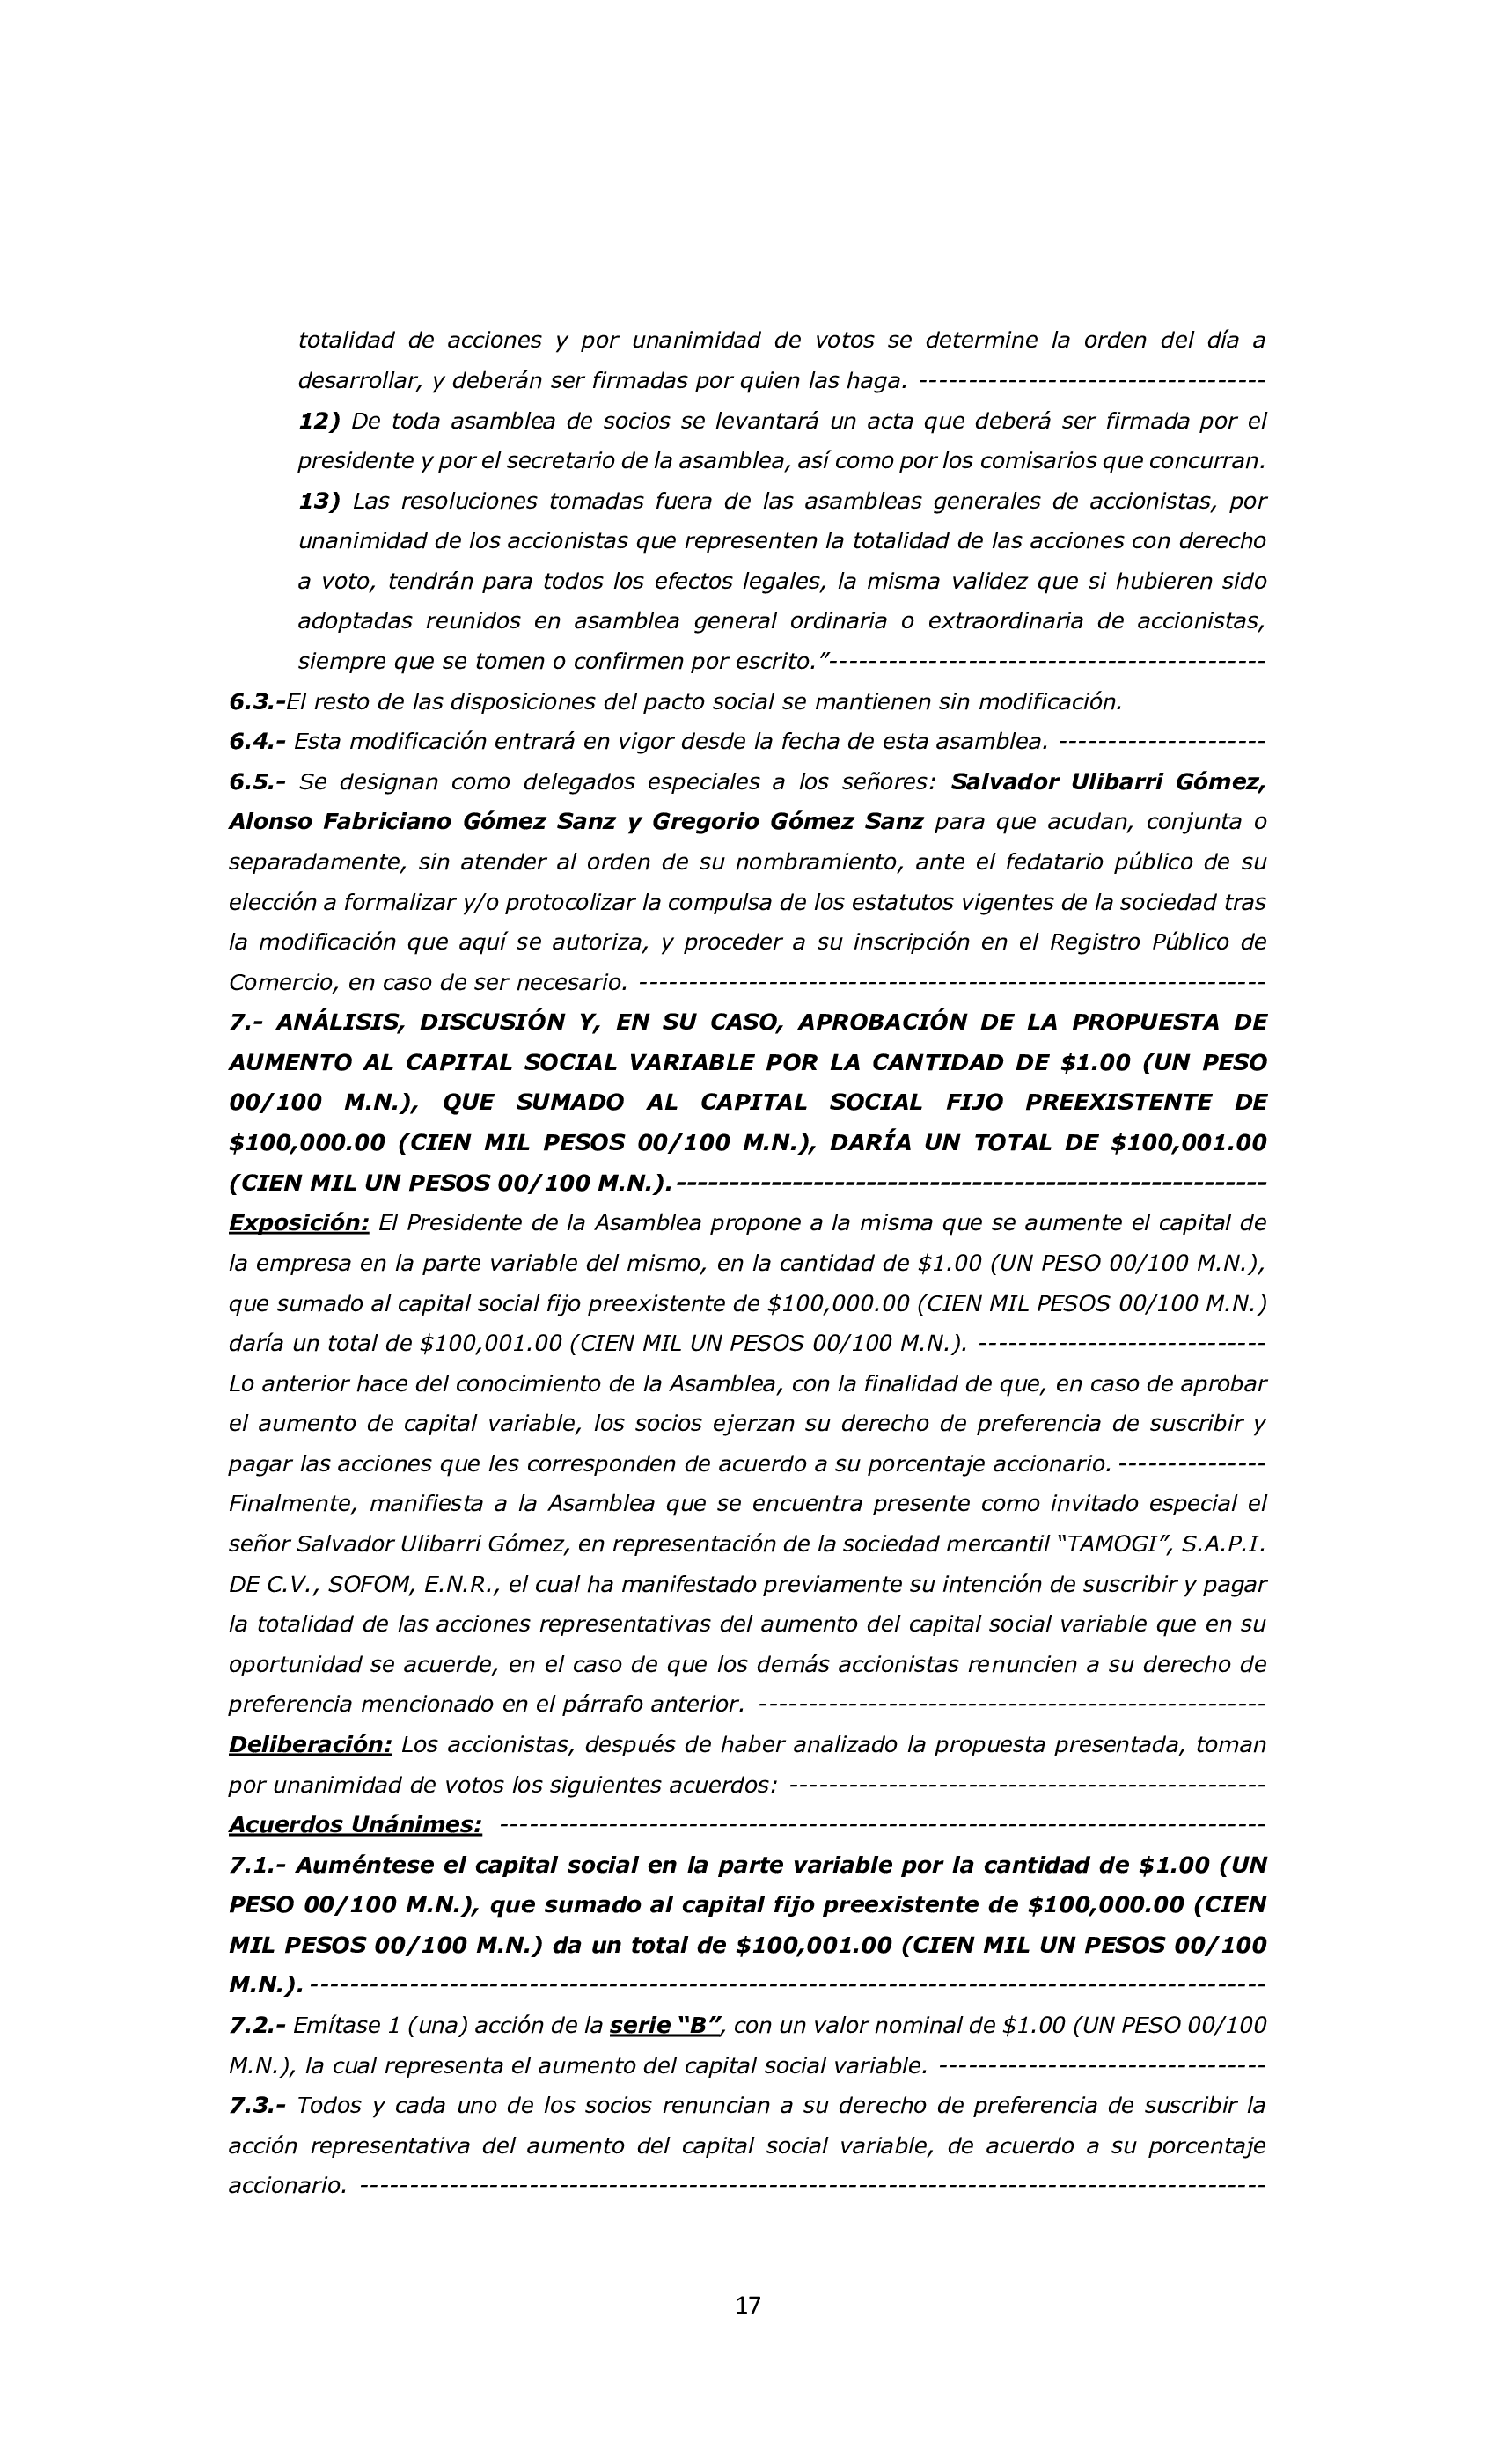 totalidad de acciones y por unanimidad de votos se determine la orden del día a
desarrollar, y deberán ser firmadas por quien las haga. -----------------------------------
12) De toda asamblea de socios se levantará un acta que deberá ser firmada por el
presidente y por el secretario de la asamblea, así como por los comisarios que concurran.
13) Las resoluciones tomadas fuera de las asambleas generales de accionistas, por
unanimidad de los accionistas que representen la totalidad de las acciones con derecho
a voto, tendrán para todos los efectos legales, la misma validez que si hubieren sido
adoptadas reunidos en asamblea general ordinaria o extraordinaria de accionistas,
siempre que se tomen o confirmen por escrito.”--------------------------------------------
6.3.-El resto de las disposiciones del pacto social se mantienen sin modificación.
6.4.- Esta modificación entrará en vigor desde la fecha de esta asamblea. ---------------------
6.5.- Se designan como delegados especiales a los señores: Salvador Ulibarri Gómez,
Alonso Fabriciano Gómez Sanz y Gregorio Gómez Sanz para que acudan, conjunta o
separadamente, sin atender al orden de su nombramiento, ante el fedatario público de su
elección a formalizar y/o protocolizar la compulsa de los estatutos vigentes de la sociedad tras
la modificación que aquí se autoriza, y proceder a su inscripción en el Registro Público de
Comercio, en caso de ser necesario. ---------------------------------------------------------------
7.- ANÁLISIS, DISCUSIÓN Y, EN SU CASO, APROBACIÓN DE LA PROPUESTA DE
AUMENTO AL CAPITAL SOCIAL VARIABLE POR LA CANTIDAD DE $1.00 (UN PESO
00/100 M.N.), QUE SUMADO AL CAPITAL SOCIAL FIJO PREEXISTENTE DE
$100,000.00 (CIEN MIL PESOS 00/100 M.N.), DARÍA UN TOTAL DE $100,001.00
(CIEN MIL UN PESOS 00/100 M.N.).--------------------------------------------------------
Exposición: El Presidente de la Asamblea propone a la misma que se aumente el capital de
la empresa en la parte variable del mismo, en la cantidad de $1.00 (UN PESO 00/100 M.N.),
que sumado al capital social fijo preexistente de $100,000.00 (CIEN MIL PESOS 00/100 M.N.)
daría un total de $100,001.00 (CIEN MIL UN PESOS 00/100 M.N.). -----------------------------
Lo anterior hace del conocimiento de la Asamblea, con la finalidad de que, en caso de aprobar
el aumento de capital variable, los socios ejerzan su derecho de preferencia de suscribir y
pagar las acciones que les corresponden de acuerdo a su porcentaje accionario. ---------------
Finalmente, manifiesta a la Asamblea que se encuentra presente como invitado especial el
señor Salvador Ulibarri Gómez, en representación de la sociedad mercantil “TAMOGI”, S.A.P.I.
DE C.V., SOFOM, E.N.R., el cual ha manifestado previamente su intención de suscribir y pagar
la totalidad de las acciones representativas del aumento del capital social variable que en su
oportunidad se acuerde, en el caso de que los demás accionistas renuncien a su derecho de
preferencia mencionado en el párrafo anterior. ---------------------------------------------------
Deliberación: Los accionistas, después de haber analizado la propuesta presentada, toman
por unanimidad de votos los siguientes acuerdos: ------------------------------------------------
Acuerdos Unánimes: -----------------------------------------------------------------------------
7.1.- Auméntese el capital social en la parte variable por la cantidad de $1.00 (UN
PESO 00/100 M.N.), que sumado al capital fijo preexistente de $100,000.00 (CIEN
MIL PESOS 00/100 M.N.) da un total de $100,001.00 (CIEN MIL UN PESOS 00/100
M.N.). ------------------------------------------------------------------------------------------------
7.2.- Emítase 1 (una) acción de la serie “B”, con un valor nominal de $1.00 (UN PESO 00/100
M.N.), la cual representa el aumento del capital social variable. ---------------------------------
7.3.- Todos y cada uno de los socios renuncian a su derecho de preferencia de suscribir la
acción representativa del aumento del capital social variable, de acuerdo a su porcentaje
accionario. -------------------------------------------------------------------------------------------
17